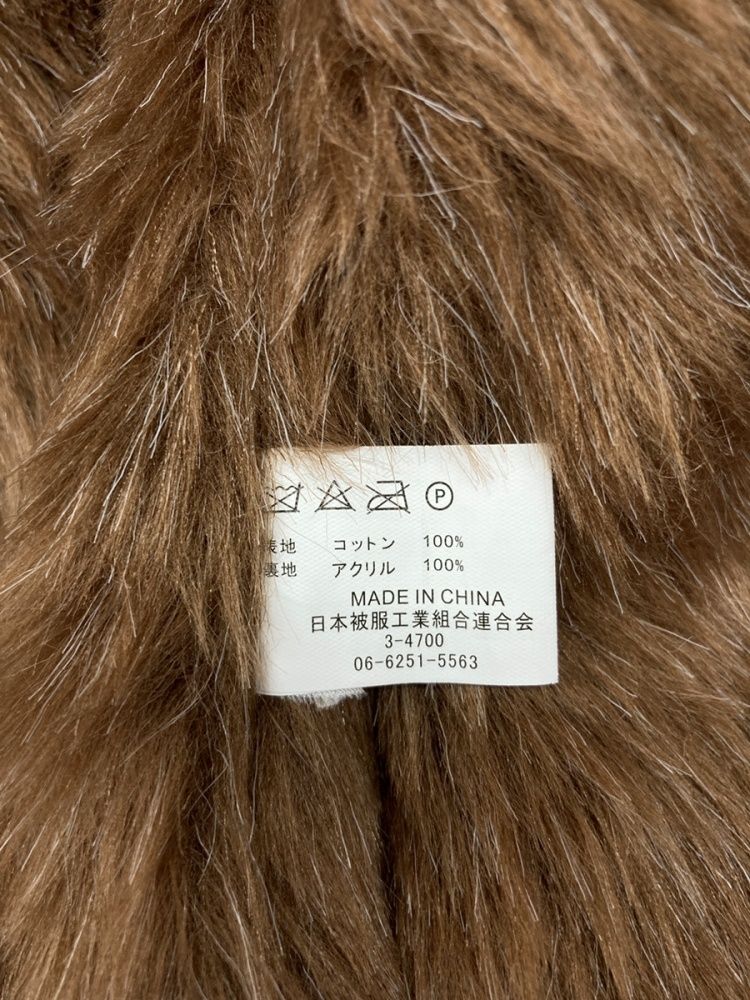 P
表地 コットン 100%
裏地 アクリル 100%
MADE IN CHINA
日本被服工業組合連合会
3-4700
06-6251-5563